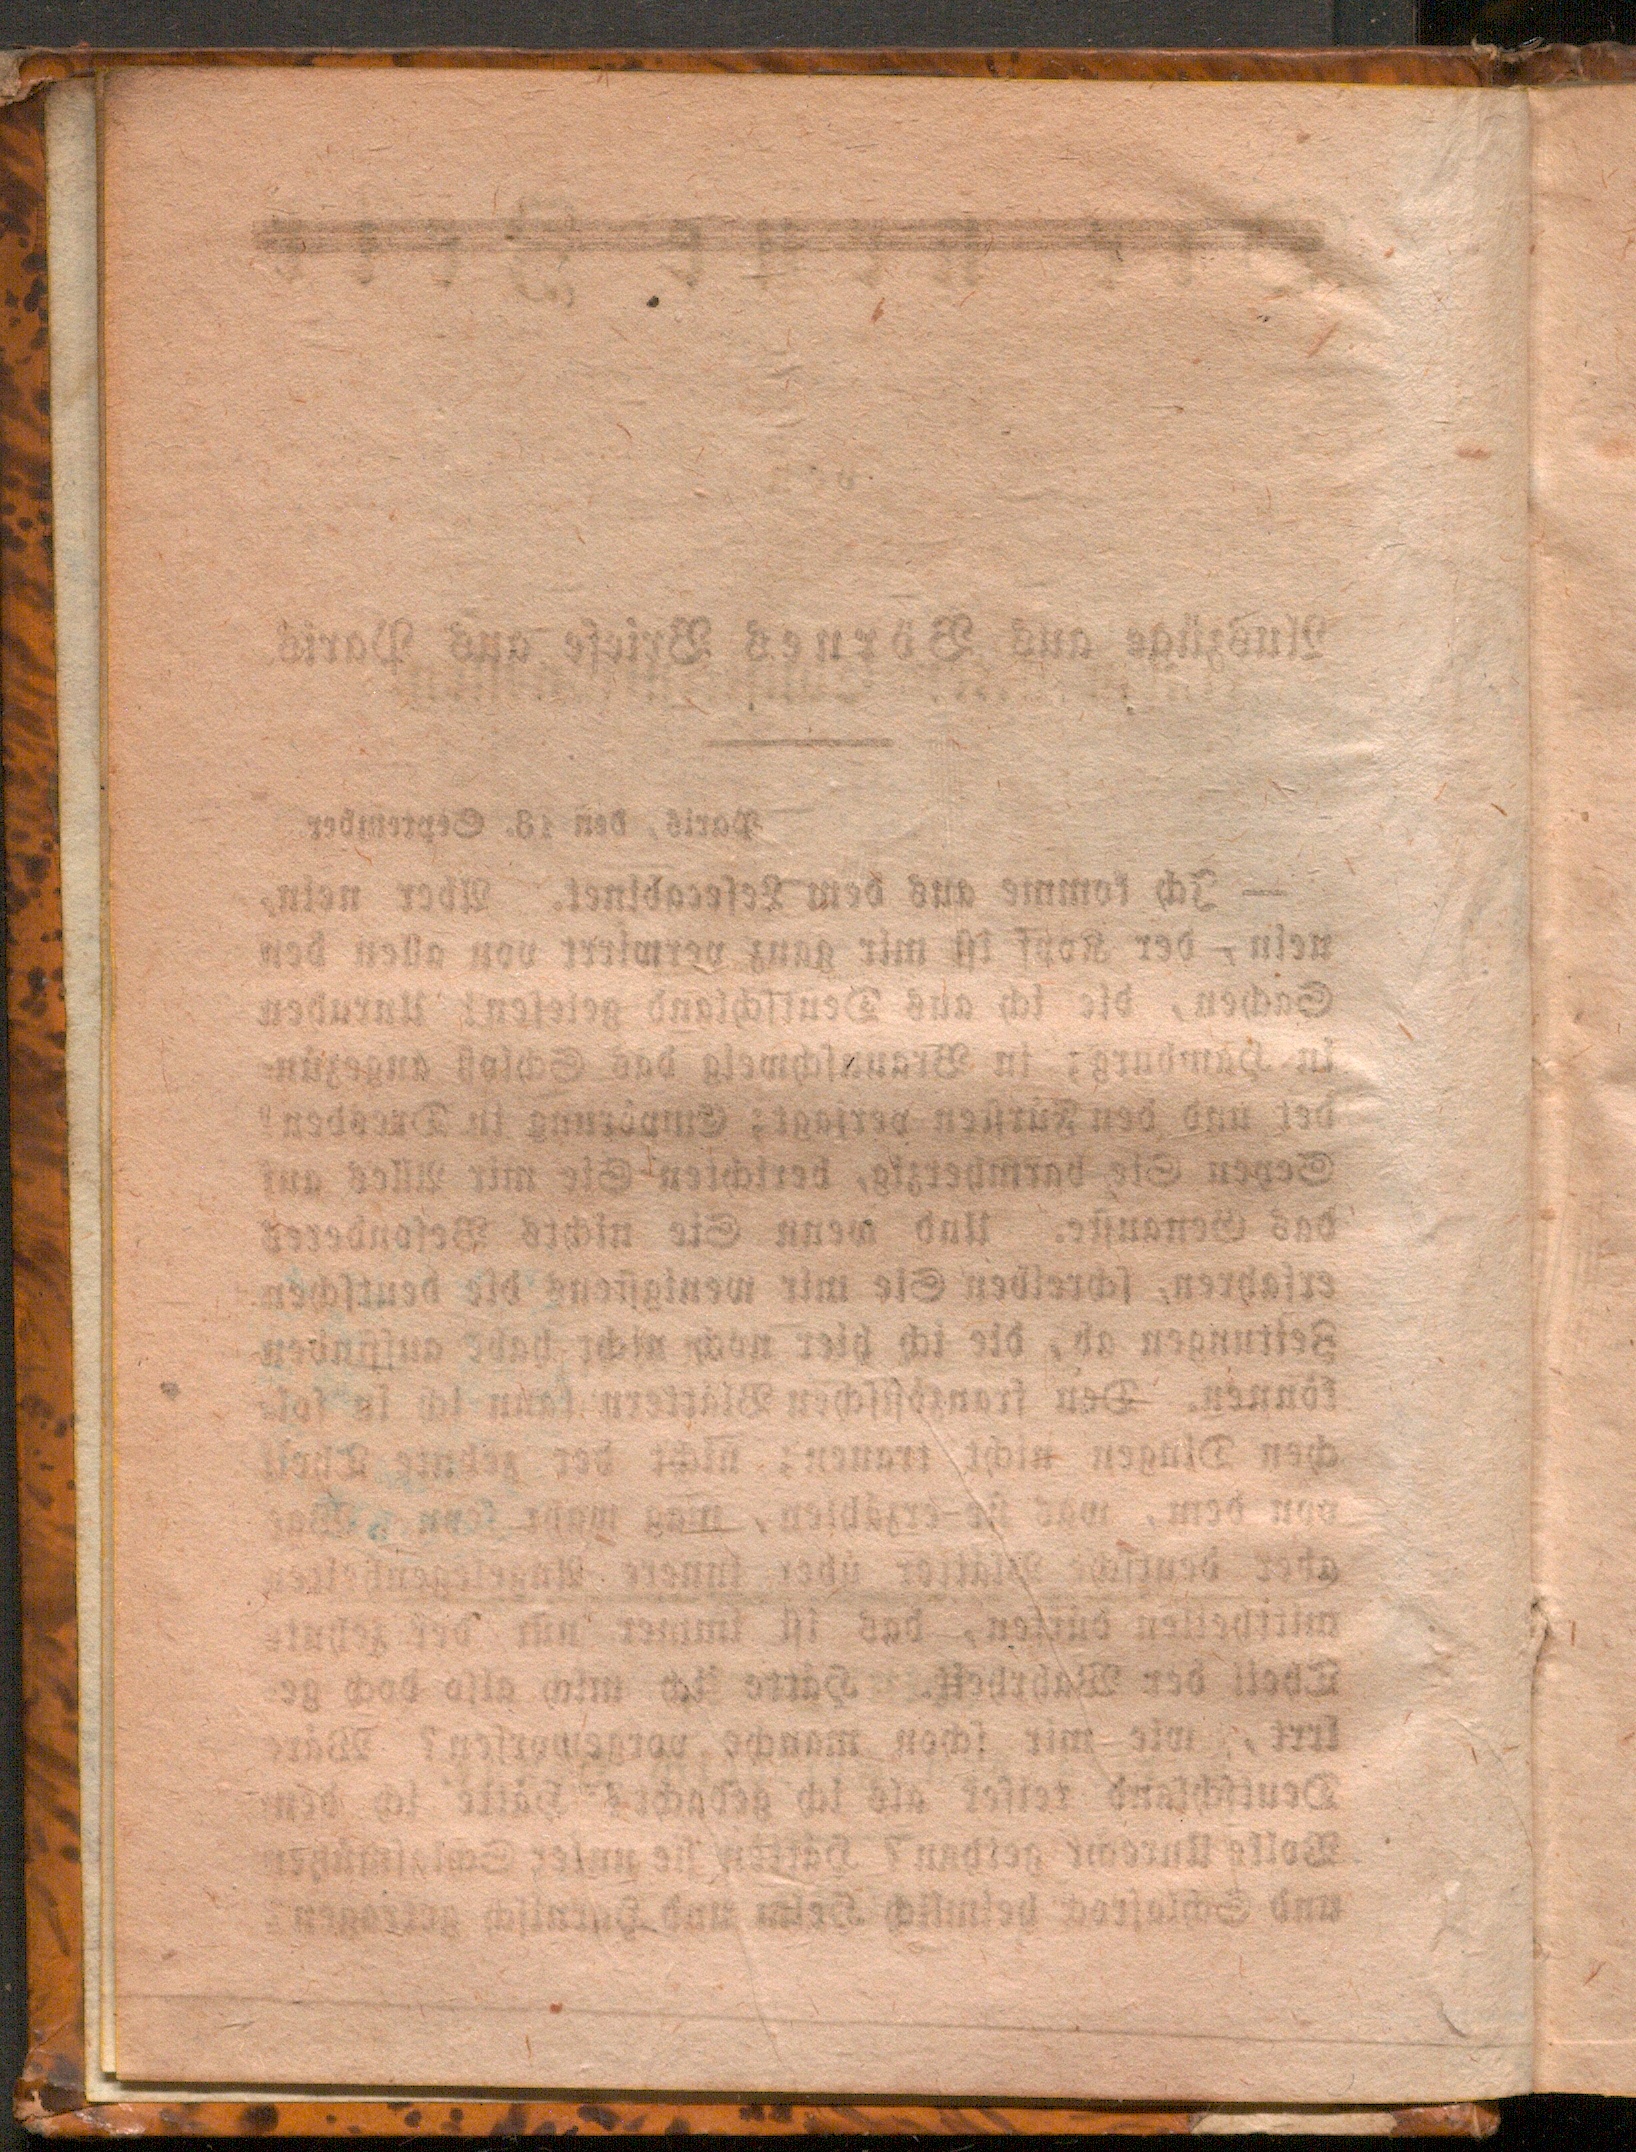 Auszüge aus Börnes Briefe aus Paris
Paris, den 18. September
— Ich komme aus dem Lesecabinet. Aber nein,
nein, der Kopf ist mir ganz verwirrt von allen den
Sachen, die ich aus Deutschland gelesen! Unruhen
in Hamburg; in Braunschweig das Schloß angezün-
det und den Fürsten verjagt; Empörung in Dresden!
Seyen Sie barmherzig, berichten Sie mir Alles auf
das Genauste. Und wenn Sie nichts Besonderes
erfahren, schreiben Sie mir wenigstens die deutschen
Zeitungen ab, die ich hier noch nicht habe auffinden
können. Den französischen Blättern kann ich in sol-
chen Dingen nicht trauen; nicht der zehnte Theil
von dem, was sie erzählen, mag wahr seyn. Was
aber deutsche Blätter über innere Angelegenheiten
mittheilen dürfen, das ist immer nur der zehnte
Theil der Wahrheit. Hätte ich mich also doch ge-
irrt, wie mir schon manche vorgeworfen? Wäre
Deutschland reifer als ich gedacht? Hätte ich dem
Volke Unrecht gethan? Hätten sie unter Schlafmützen
und Schlafrock heimlich Helm und Harnisch getragen?